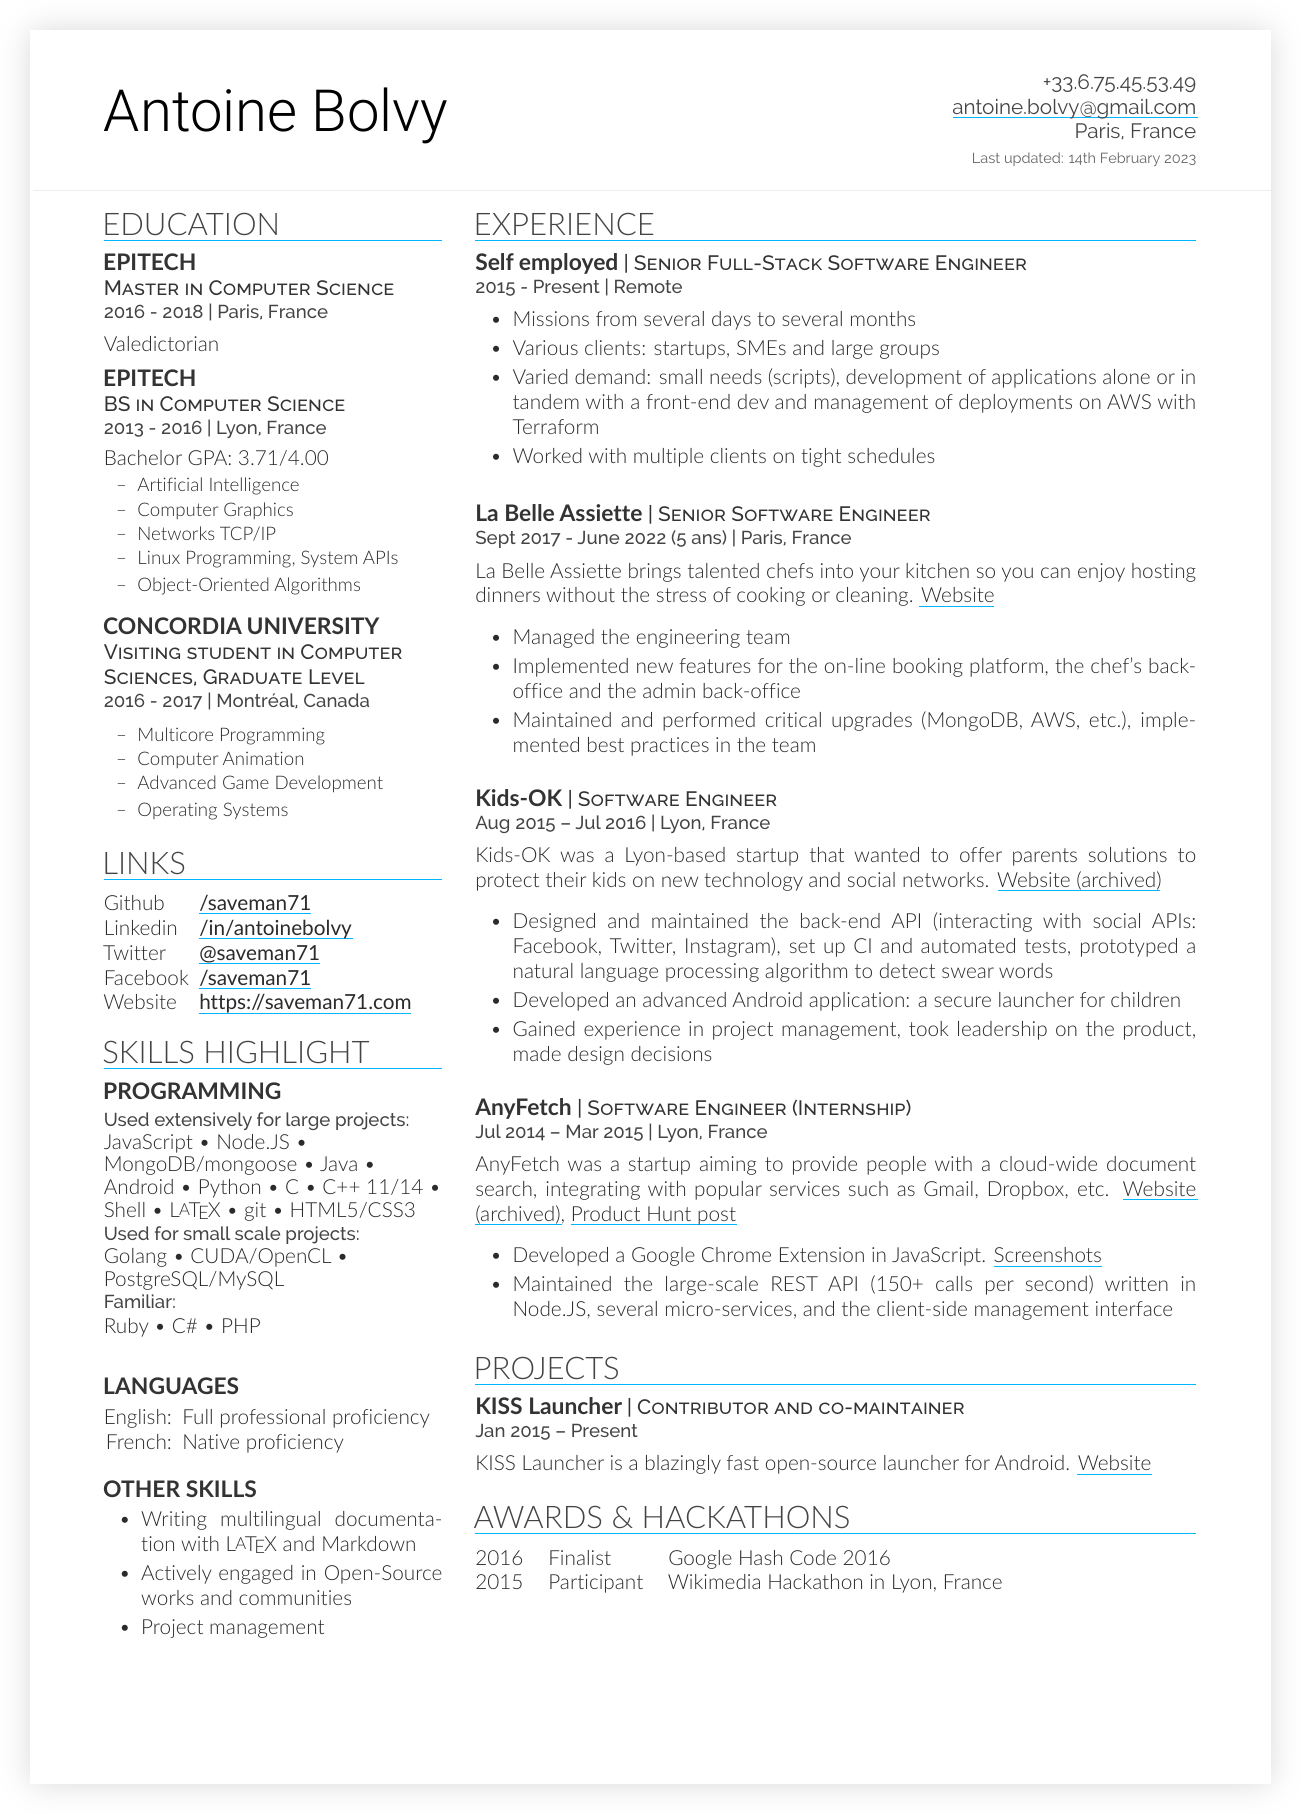 Antoine Bolvy
+33.6.75.45.53.49
antoine.bolvy@gmail.com
Paris, France
Last updated: 14th February 2023
EDUCATION
EPITECH
Master in Computer Science
2016 - 2018 | Paris, France
Valedictorian
EPITECH
BS in Computer Science
2013 - 2016 | Lyon, France
Bachelor GPA: 3.71/4.00
– Artificial Intelligence
– Computer Graphics
– Networks TCP/IP
– Linux Programming, System APIs
– Object-Oriented Algorithms
CONCORDIA UNIVERSITY
Visiting student in Computer
Sciences, Graduate Level
2016 - 2017 | Montréal, Canada
– Multicore Programming
– Computer Animation
– Advanced Game Development
– Operating Systems
LINKS
Github /saveman71
Linkedin /in/antoinebolvy
Twitter @saveman71
Facebook /saveman71
Website https://saveman71.com
SKILLS HIGHLIGHT
PROGRAMMING
Used extensively for large projects:
JavaScript • Node.JS •
MongoDB/mongoose • Java •
Android • Python • C • C++ 11/14 •
Shell • LATEX • git • HTML5/CSS3
Used for small scale projects:
Golang • CUDA/OpenCL •
PostgreSQL/MySQL
Familiar:
Ruby • C# • PHP
LANGUAGES
English: Full professional proficiency
French: Native proficiency
OTHER SKILLS
• Writing multilingual documenta-
tion with LATEX and Markdown
• Actively engaged in Open-Source
works and communities
• Project management
EXPERIENCE
Self employed | Senior Full-Stack Software Engineer
2015 - Present | Remote
• Missions from several days to several months
• Various clients: startups, SMEs and large groups
• Varied demand: small needs (scripts), development of applications alone or in
tandem with a front-end dev and management of deployments on AWS with
Terraform
• Worked with multiple clients on tight schedules
La Belle Assiette | Senior Software Engineer
Sept 2017 - June 2022 (5 ans) | Paris, France
La Belle Assiette brings talented chefs into your kitchen so you can enjoy hosting
dinners without the stress of cooking or cleaning. Website
• Managed the engineering team
• Implemented new features for the on-line booking platform, the chef's back-
office and the admin back-office
• Maintained and performed critical upgrades (MongoDB, AWS, etc.), imple-
mented best practices in the team
Kids-OK | Software Engineer
Aug 2015 – Jul 2016 | Lyon, France
Kids-OK was a Lyon-based startup that wanted to offer parents solutions to
protect their kids on new technology and social networks. Website (archived)
• Designed and maintained the back-end API (interacting with social APIs:
Facebook, Twitter, Instagram), set up CI and automated tests, prototyped a
natural language processing algorithm to detect swear words
• Developed an advanced Android application: a secure launcher for children
• Gained experience in project management, took leadership on the product,
made design decisions
AnyFetch | Software Engineer (Internship)
Jul 2014 – Mar 2015 | Lyon, France
AnyFetch was a startup aiming to provide people with a cloud-wide document
search, integrating with popular services such as Gmail, Dropbox, etc. Website
(archived), Product Hunt post
• Developed a Google Chrome Extension in JavaScript. Screenshots
• Maintained the large-scale REST API (150+ calls per second) written in
Node.JS, several micro-services, and the client-side management interface
PROJECTS
KISS Launcher | Contributor and co-maintainer
Jan 2015 – Present
KISS Launcher is a blazingly fast open-source launcher for Android. Website
AWARDS & HACKATHONS
2016 Finalist Google Hash Code 2016
2015 Participant Wikimedia Hackathon in Lyon, France